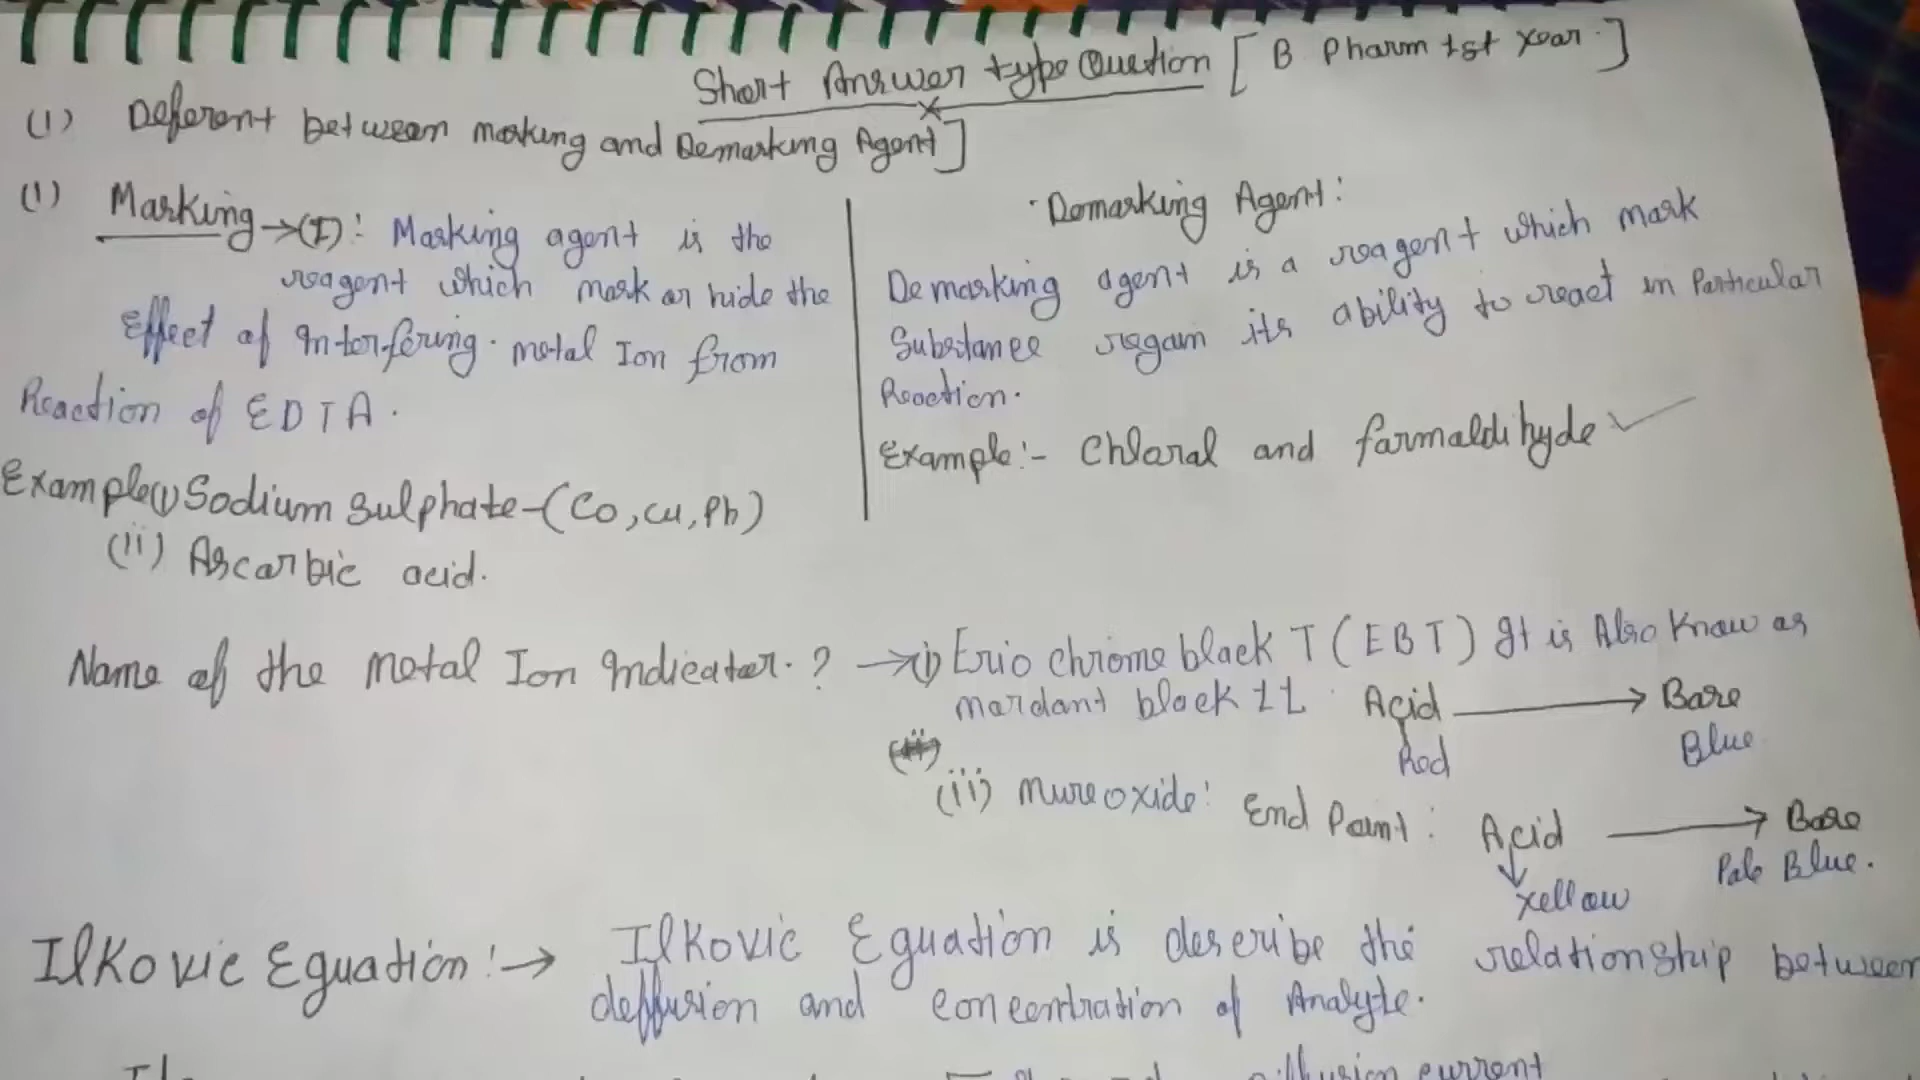 Short Answer type Question [ B Pharm 1st Year. ]
(1) Deferent between marking and Demarking Agent]
(1) Marking → (I): Marking agent is the
reagent which mark or hide the
Effect of Interfering. metal Ion from
Reaction of EDTA.
Example(i) Sodium Sulphate-(Co, Cu, Pb)
(ii) Ascarbic acid.
Demarking Agent:
Demarking agent is a reagent which mark
Substance regain its ability to react in Particular
Reaction.
Example:- Chloral and farmaldihyde ✓
Name of the metal Ion Indicator. ? → i) Erio chrome black T (EBT) It is Also Know as
mardant black 11. Acid → Base
Red Blue
(ii) Mureoxide: End Point: Acid → Base
Yellow Pale Blue.
Ilkovic Equation: → Ilkovic Equation is describe the relationship between
deffusion and concentration of Analyte.
diffusion current